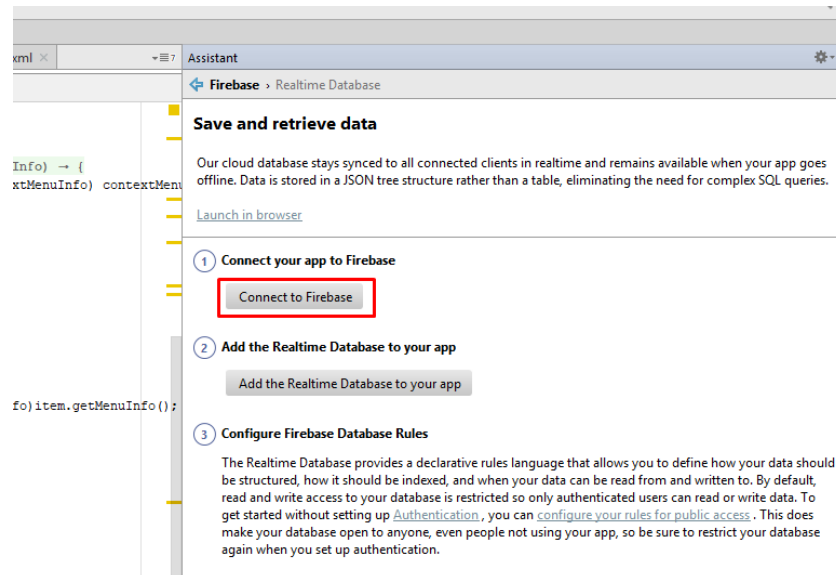 xml
7
Assistant
Firebase › Realtime Database
Save and retrieve data
Info) → {
xtMenuInfo) contextMenu
Our cloud database stays synced to all connected clients in realtime and remains available when your app goes
offline. Data is stored in a JSON tree structure rather than a table, eliminating the need for complex SQL queries.
Launch in browser
1 Connect your app to Firebase
Connect to Firebase
2 Add the Realtime Database to your app
Add the Realtime Database to your app
fo)item.getMenuInfo();
3 Configure Firebase Database Rules
The Realtime Database provides a declarative rules language that allows you to define how your data should
be structured, how it should be indexed, and when your data can be read from and written to. By default,
read and write access to your database is restricted so only authenticated users can read or write data. To
get started without setting up Authentication , you can configure your rules for public access . This does
make your database open to anyone, even people not using your app, so be sure to restrict your database
again when you set up authentication.